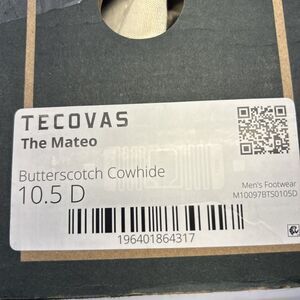 TECOVAS
The Mateo
Butterscotch Cowhide
10.5 D
Men's Footwear
M10097BTS0105D
196401864317